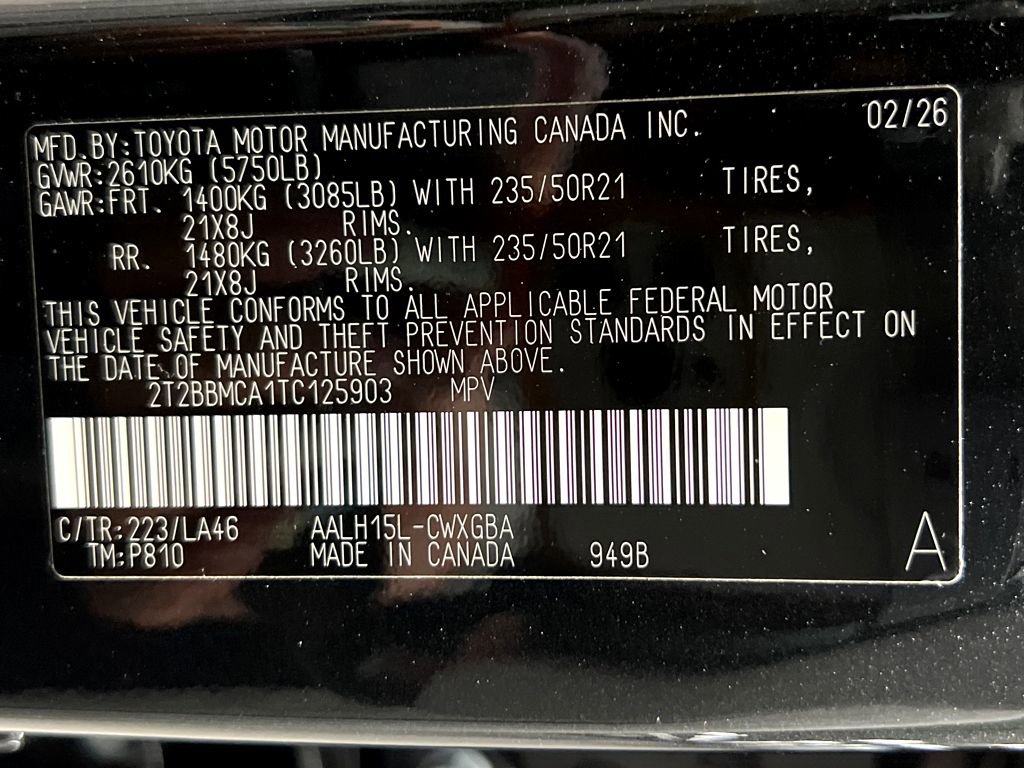 02/26
MFD.BY:TOYOTA MOTOR MANUFACTURING CANADA INC.
GVWR:2610KG (5750LB)
GAWR:FRT. 1400KG (3085LB) WITH 235/50R21 TIRES,
21X8J RIMS.
RR. 1480KG (3260LB) WITH 235/50R21 TIRES,
21X8J RIMS.
THIS VEHICLE CONFORMS TO ALL APPLICABLE FEDERAL MOTOR
VEHICLE SAFETY AND THEFT PREVENTION STANDARDS IN EFFECT ON
THE DATE OF MANUFACTURE SHOWN ABOVE.
2T2BBMCA1TC125903 MPV
C/TR:223/LA46 AALH15L-CWXGBA
TM:P810 MADE IN CANADA 949B A